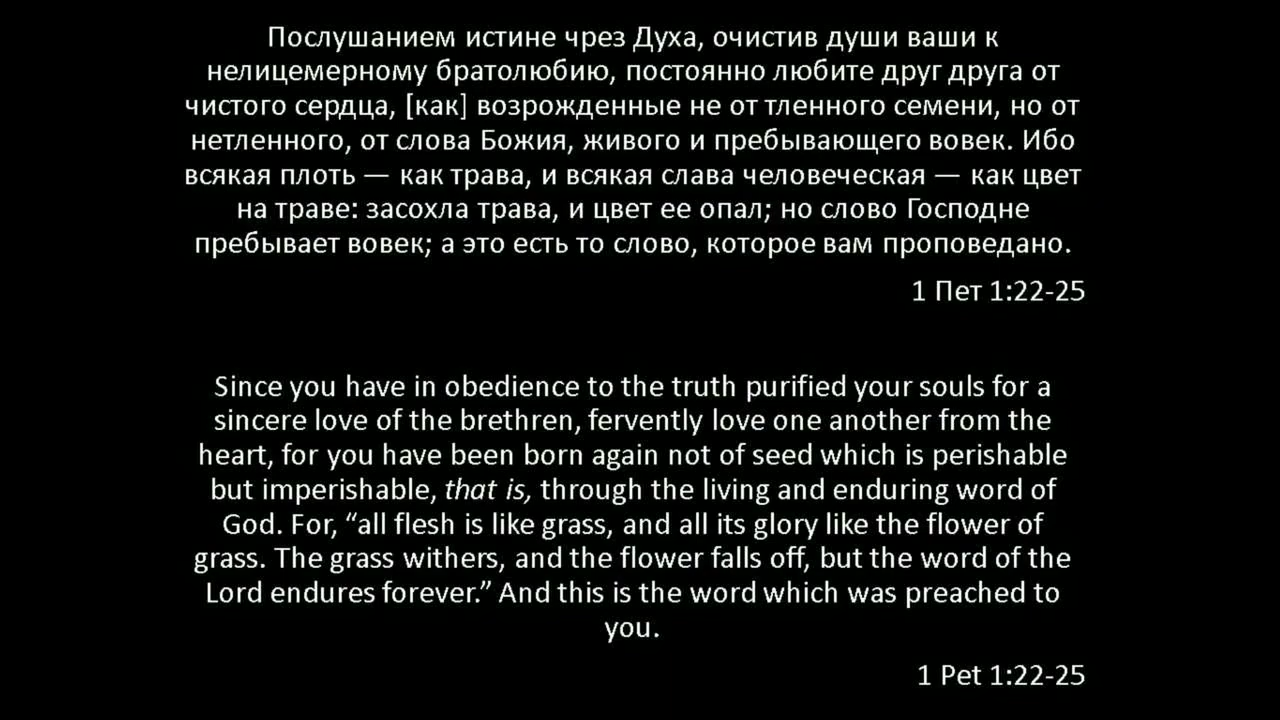 Послушанием истине чрез Духа, очистив души ваши к
нелицемерному братолюбию, постоянно любите друг друга от
чистого сердца, [как] возрожденные не от тленного семени, но от
нетленного, от слова Божия, живого и пребывающего вовек. Ибо
всякая плоть — как трава, и всякая слава человеческая — как цвет
на траве: засохла трава, и цвет ее опал; но слово Господне
пребывает вовек; а это есть то слово, которое вам проповедано.
1 Пет 1:22-25
Since you have in obedience to the truth purified your souls for a
sincere love of the brethren, fervently love one another from the
heart, for you have been born again not of seed which is perishable
but imperishable, that is, through the living and enduring word of
God. For, “all flesh is like grass, and all its glory like the flower of
grass. The grass withers, and the flower falls off, but the word of the
Lord endures forever.” And this is the word which was preached to
you.
1 Pet 1:22-25